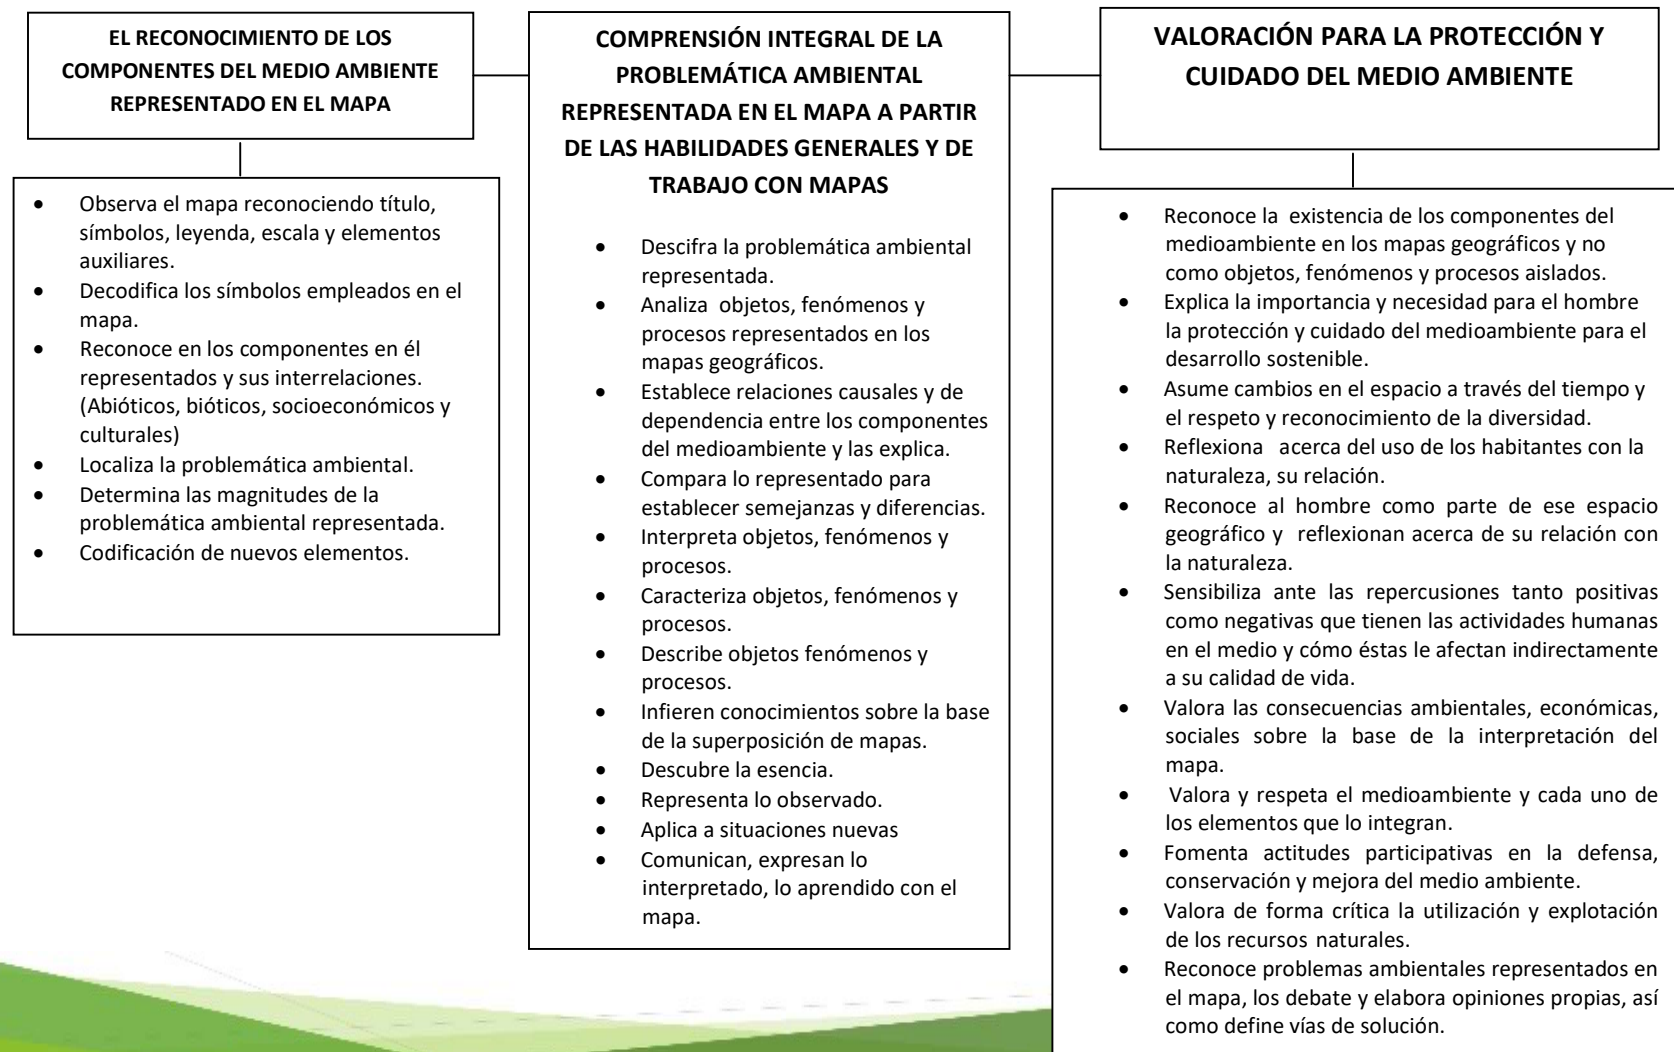 EL RECONOCIMIENTO DE LOS
COMPONENTES DEL MEDIO AMBIENTE
REPRESENTADO EN EL MAPA
• Observa el mapa reconociendo título,
símbolos, leyenda, escala y elementos
auxiliares.
• Decodifica los símbolos empleados en el
mapa.
• Reconoce en los componentes en él
representados y sus interrelaciones.
(Abióticos, bióticos, socioeconómicos y
culturales)
• Localiza la problemática ambiental.
• Determina las magnitudes de la
problemática ambiental representada.
• Codificación de nuevos elementos.
COMPRENSIÓN INTEGRAL DE LA
PROBLEMÁTICA AMBIENTAL
REPRESENTADA EN EL MAPA A PARTIR
DE LAS HABILIDADES GENERALES Y DE
TRABAJO CON MAPAS
• Descifra la problemática ambiental
representada.
• Analiza objetos, fenómenos y
procesos representados en los
mapas geográficos.
• Establece relaciones causales y de
dependencia entre los componentes
del medioambiente y las explica.
• Compara lo representado para
establecer semejanzas y diferencias.
• Interpreta objetos, fenómenos y
procesos.
• Caracteriza objetos, fenómenos y
procesos.
• Describe objetos fenómenos y
procesos.
• Infieren conocimientos sobre la base
de la superposición de mapas.
• Descubre la esencia.
• Representa lo observado.
• Aplica a situaciones nuevas
• Comunican, expresan lo
interpretado, lo aprendido con el
mapa.
VALORACIÓN PARA LA PROTECCIÓN Y
CUIDADO DEL MEDIO AMBIENTE
• Reconoce la existencia de los componentes del
medioambiente en los mapas geográficos y no
como objetos, fenómenos y procesos aislados.
• Explica la importancia y necesidad para el hombre
la protección y cuidado del medioambiente para el
desarrollo sostenible.
• Asume cambios en el espacio a través del tiempo y
el respeto y reconocimiento de la diversidad.
• Reflexiona acerca del uso de los habitantes con la
naturaleza, su relación.
• Reconoce al hombre como parte de ese espacio
geográfico y reflexionan acerca de su relación con
la naturaleza.
• Sensibiliza ante las repercusiones tanto positivas
como negativas que tienen las actividades humanas
en el medio y cómo éstas le afectan indirectamente
a su calidad de vida.
• Valora las consecuencias ambientales, económicas,
sociales sobre la base de la interpretación del
mapa.
• Valora y respeta el medioambiente y cada uno de
los elementos que lo integran.
• Fomenta actitudes participativas en la defensa,
conservación y mejora del medio ambiente.
• Valora de forma crítica la utilización y explotación
de los recursos naturales.
• Reconoce problemas ambientales representados en
el mapa, los debate y elabora opiniones propias, así
como define vías de solución.